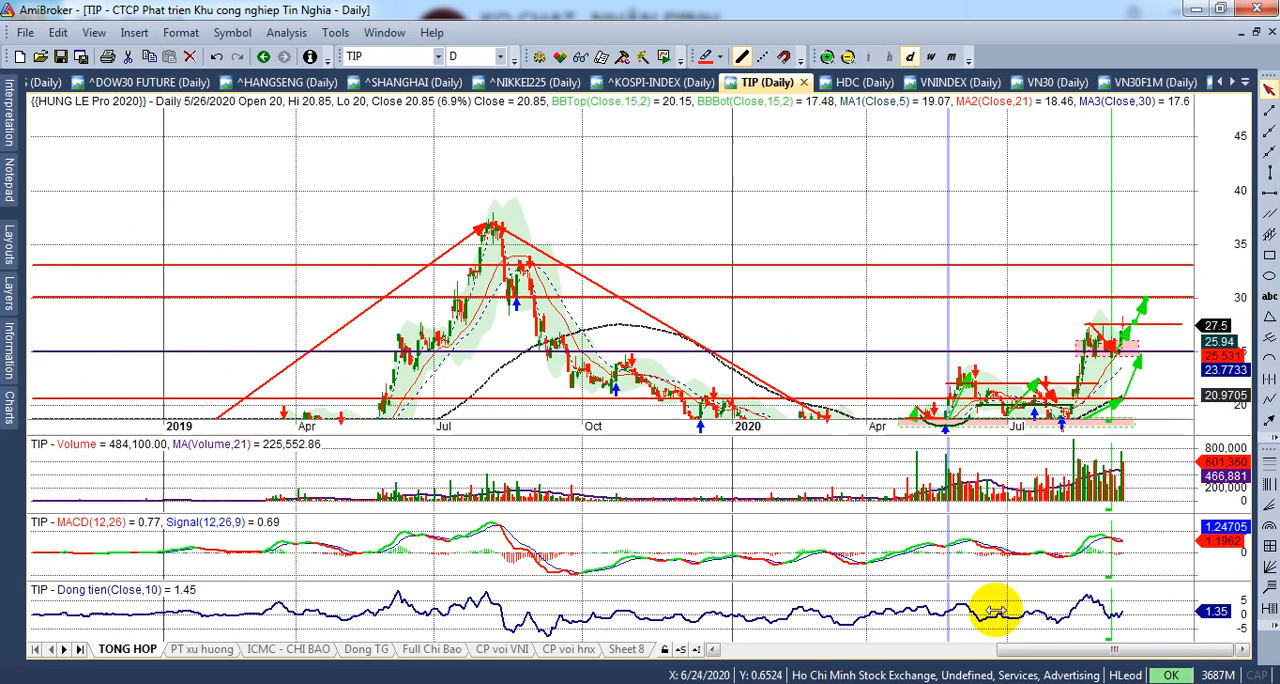 AmiBroker - [TIP - CTCP Phat trien Khu cong nghiep Tin Nghia - Daily]
File Edit View Insert Format Symbol Analysis Tools Window Help
TIP D i h d w m
(Daily) ^DOW30 FUTURE (Daily) ^HANGSENG (Daily) ^SHANGHAI (Daily) ^NIKKEI225 (Daily) ^KOSPI-INDEX (Daily) TIP (Daily) HDC (Daily) VNINDEX (Daily) VN30 (Daily) VN30F1M (Daily)
{{HUNG LE Pro 2020}} - Daily 5/26/2020 Open 20, Hi 20.85, Lo 20, Close 20.85 (6.9%) Close = 20.85, BBTop(Close,15,2) = 20.15, BBBot(Close,15,2) = 17.48, MA1(Close,5) = 19.07, MA2(Close,21) = 18.46, MA3(Close,30) = 17.6
Interpretation
Notepad
Layouts
Layers
Information
Charts
abc
45
40
35
30
27.5
25.94
25.531
23.7733
20.9705
20
2019 Apr Jul Oct 2020 Apr Jul
TIP - Volume = 484,100.00, MA(Volume,21) = 225,552.86
800,000
601,360
466,881
200,000
TIP - MACD(12,26) = 0.77, Signal(12,26,9) = 0.69
1.24705
1.1962
0
TIP - Dong tien(Close,10) = 1.45
5
1.35
0
-5
TONG HOP PT xu huong ICMC - CHI BAO Dong TG Full Chi Bao CP voi VNI CP voi hnx Sheet 8
X: 6/24/2020 Y: 0.6524 Ho Chi Minh Stock Exchange, Undefined, Services, Advertising HLeod OK 3687M CAP